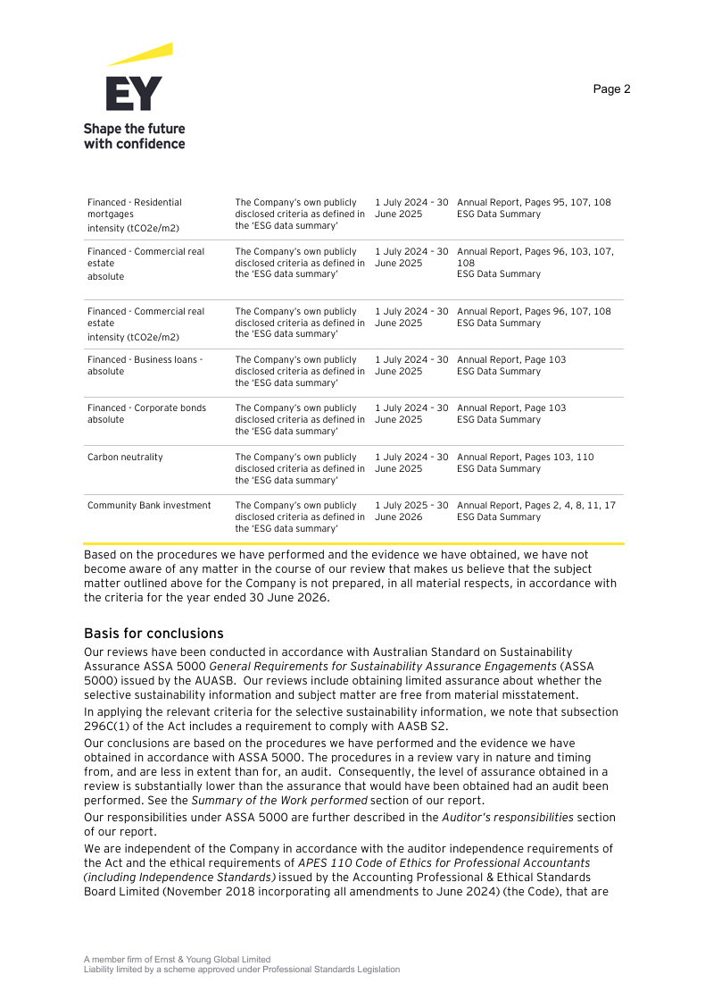 EY
Shape the future
with confidence
Page 2
Financed - Residential
mortgages
intensity (tCO2e/m2)
The Company's own publicly
disclosed criteria as defined in
the 'ESG data summary'
1 July 2024 – 30
June 2025
Annual Report, Pages 95, 107, 108
ESG Data Summary
Financed - Commercial real
estate
absolute
The Company's own publicly
disclosed criteria as defined in
the 'ESG data summary'
1 July 2024 – 30
June 2025
Annual Report, Pages 96, 103, 107,
108
ESG Data Summary
Financed - Commercial real
estate
intensity (tCO2e/m2)
The Company's own publicly
disclosed criteria as defined in
the 'ESG data summary'
1 July 2024 – 30
June 2025
Annual Report, Pages 96, 107, 108
ESG Data Summary
Financed - Business loans -
absolute
The Company's own publicly
disclosed criteria as defined in
the 'ESG data summary'
1 July 2024 – 30
June 2025
Annual Report, Page 103
ESG Data Summary
Financed - Corporate bonds
absolute
The Company's own publicly
disclosed criteria as defined in
the 'ESG data summary'
1 July 2024 – 30
June 2025
Annual Report, Page 103
ESG Data Summary
Carbon neutrality
The Company's own publicly
disclosed criteria as defined in
the 'ESG data summary'
1 July 2024 – 30
June 2025
Annual Report, Pages 103, 110
ESG Data Summary
Community Bank investment
The Company's own publicly
disclosed criteria as defined in
the 'ESG data summary'
1 July 2025 – 30
June 2026
Annual Report, Pages 2, 4, 8, 11, 17
ESG Data Summary
Based on the procedures we have performed and the evidence we have obtained, we have not
become aware of any matter in the course of our review that makes us believe that the subject
matter outlined above for the Company is not prepared, in all material respects, in accordance with
the criteria for the year ended 30 June 2026.
Basis for conclusions
Our reviews have been conducted in accordance with Australian Standard on Sustainability
Assurance ASSA 5000 General Requirements for Sustainability Assurance Engagements (ASSA
5000) issued by the AUASB.  Our reviews include obtaining limited assurance about whether the
selective sustainability information and subject matter are free from material misstatement.
In applying the relevant criteria for the selective sustainability information, we note that subsection
296C(1) of the Act includes a requirement to comply with AASB S2.
Our conclusions are based on the procedures we have performed and the evidence we have
obtained in accordance with ASSA 5000. The procedures in a review vary in nature and timing
from, and are less in extent than for, an audit.  Consequently, the level of assurance obtained in a
review is substantially lower than the assurance that would have been obtained had an audit been
performed. See the Summary of the Work performed section of our report.
Our responsibilities under ASSA 5000 are further described in the Auditor's responsibilities section
of our report.
We are independent of the Company in accordance with the auditor independence requirements of
the Act and the ethical requirements of APES 110 Code of Ethics for Professional Accountants
(including Independence Standards) issued by the Accounting Professional & Ethical Standards
Board Limited (November 2018 incorporating all amendments to June 2024) (the Code), that are
A member firm of Ernst & Young Global Limited
Liability limited by a scheme approved under Professional Standards Legislation